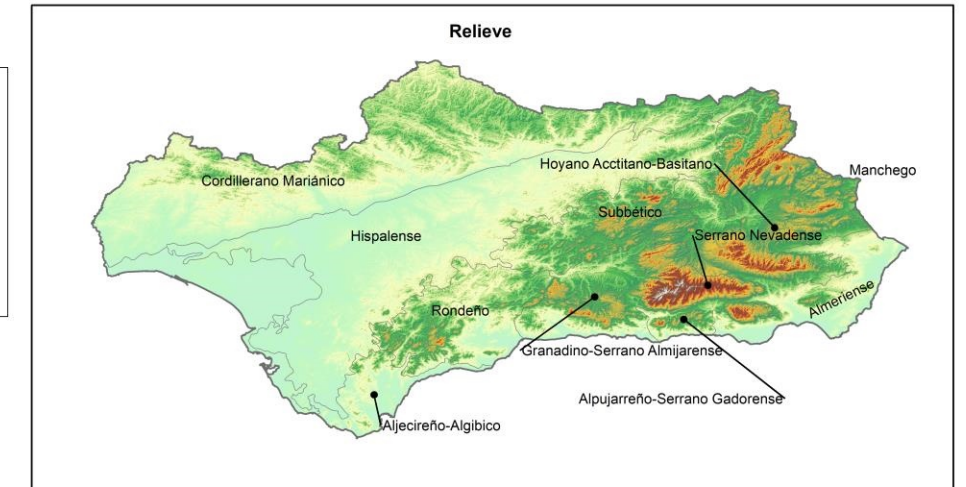 Relieve
Hoyano Acctitano-Basitano
Manchego
Cordillerano Mariánico
Subbético
Hispalense
Serrano Nevadense
Almeriense
Rondeño
Granadino-Serrano Almijarense
Alpujarreño-Serrano Gadorense
Aljecireño-Algibico